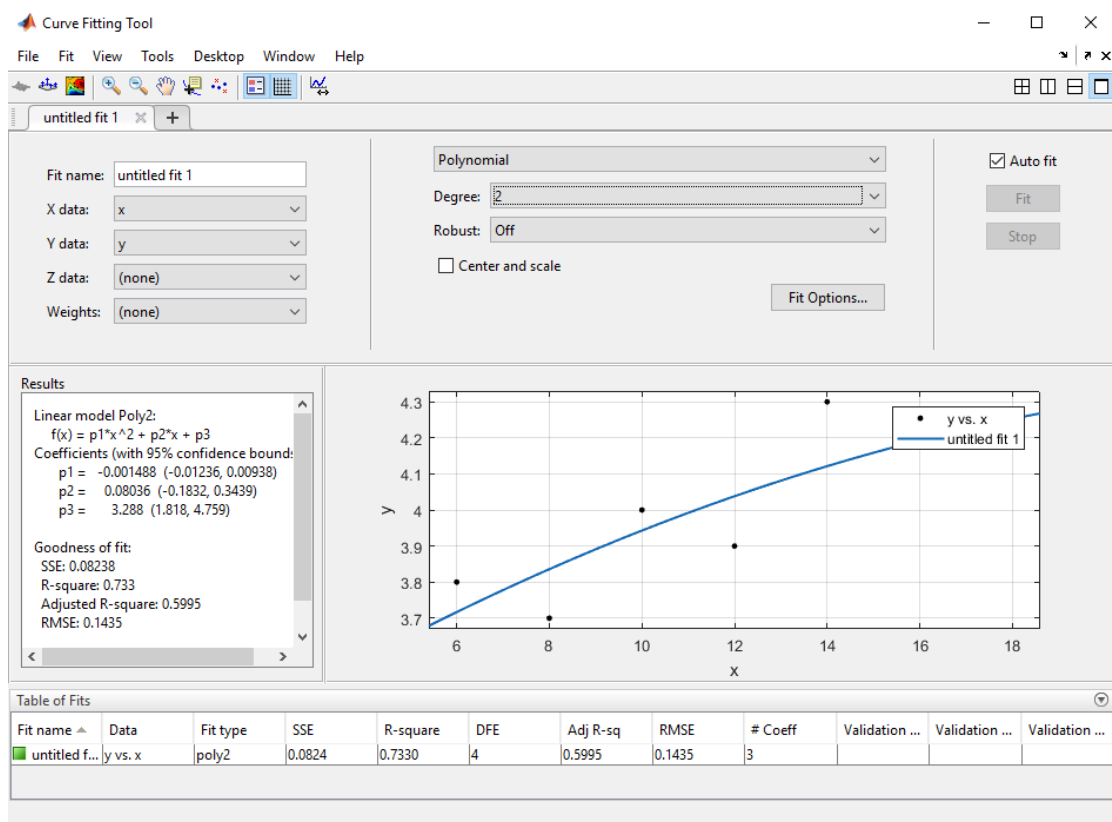 Curve Fitting Tool
File Fit View Tools Desktop Window Help
untitled fit 1
Fit name: untitled fit 1
X data: x
Y data: y
Z data: (none)
Weights: (none)
Polynomial
Degree: 2
Robust: Off
Center and scale
Fit Options...
Auto fit
Fit
Stop
Results
Linear model Poly2:
f(x) = p1*x^2 + p2*x + p3
Coefficients (with 95% confidence bounds
p1 = -0.001488 (-0.01236, 0.00938)
p2 = 0.08036 (-0.1832, 0.3439)
p3 = 3.288 (1.818, 4.759)
Goodness of fit:
SSE: 0.08238
R-square: 0.733
Adjusted R-square: 0.5995
RMSE: 0.1435
4.3
4.2
4.1
4
3.9
3.8
3.7
y
6 8 10 12 14 16 18
x
y vs. x
untitled fit 1
Table of Fits
Fit name Data Fit type SSE R-square DFE Adj R-sq RMSE # Coeff Validation ... Validation ... Validation ...
untitled f... y vs. x poly2 0.0824 0.7330 4 0.5995 0.1435 3